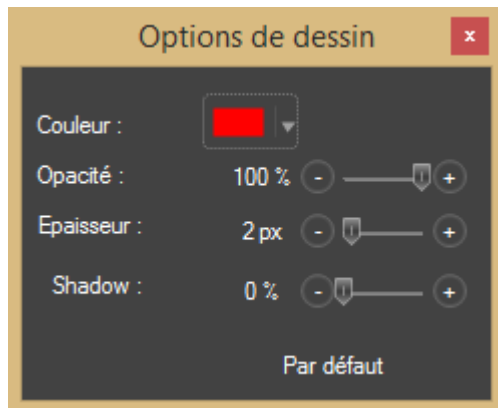 Options de dessin x
Couleur :
Opacité : 100 % - +
Epaisseur : 2 px - +
Shadow : 0 % - +
Par défaut